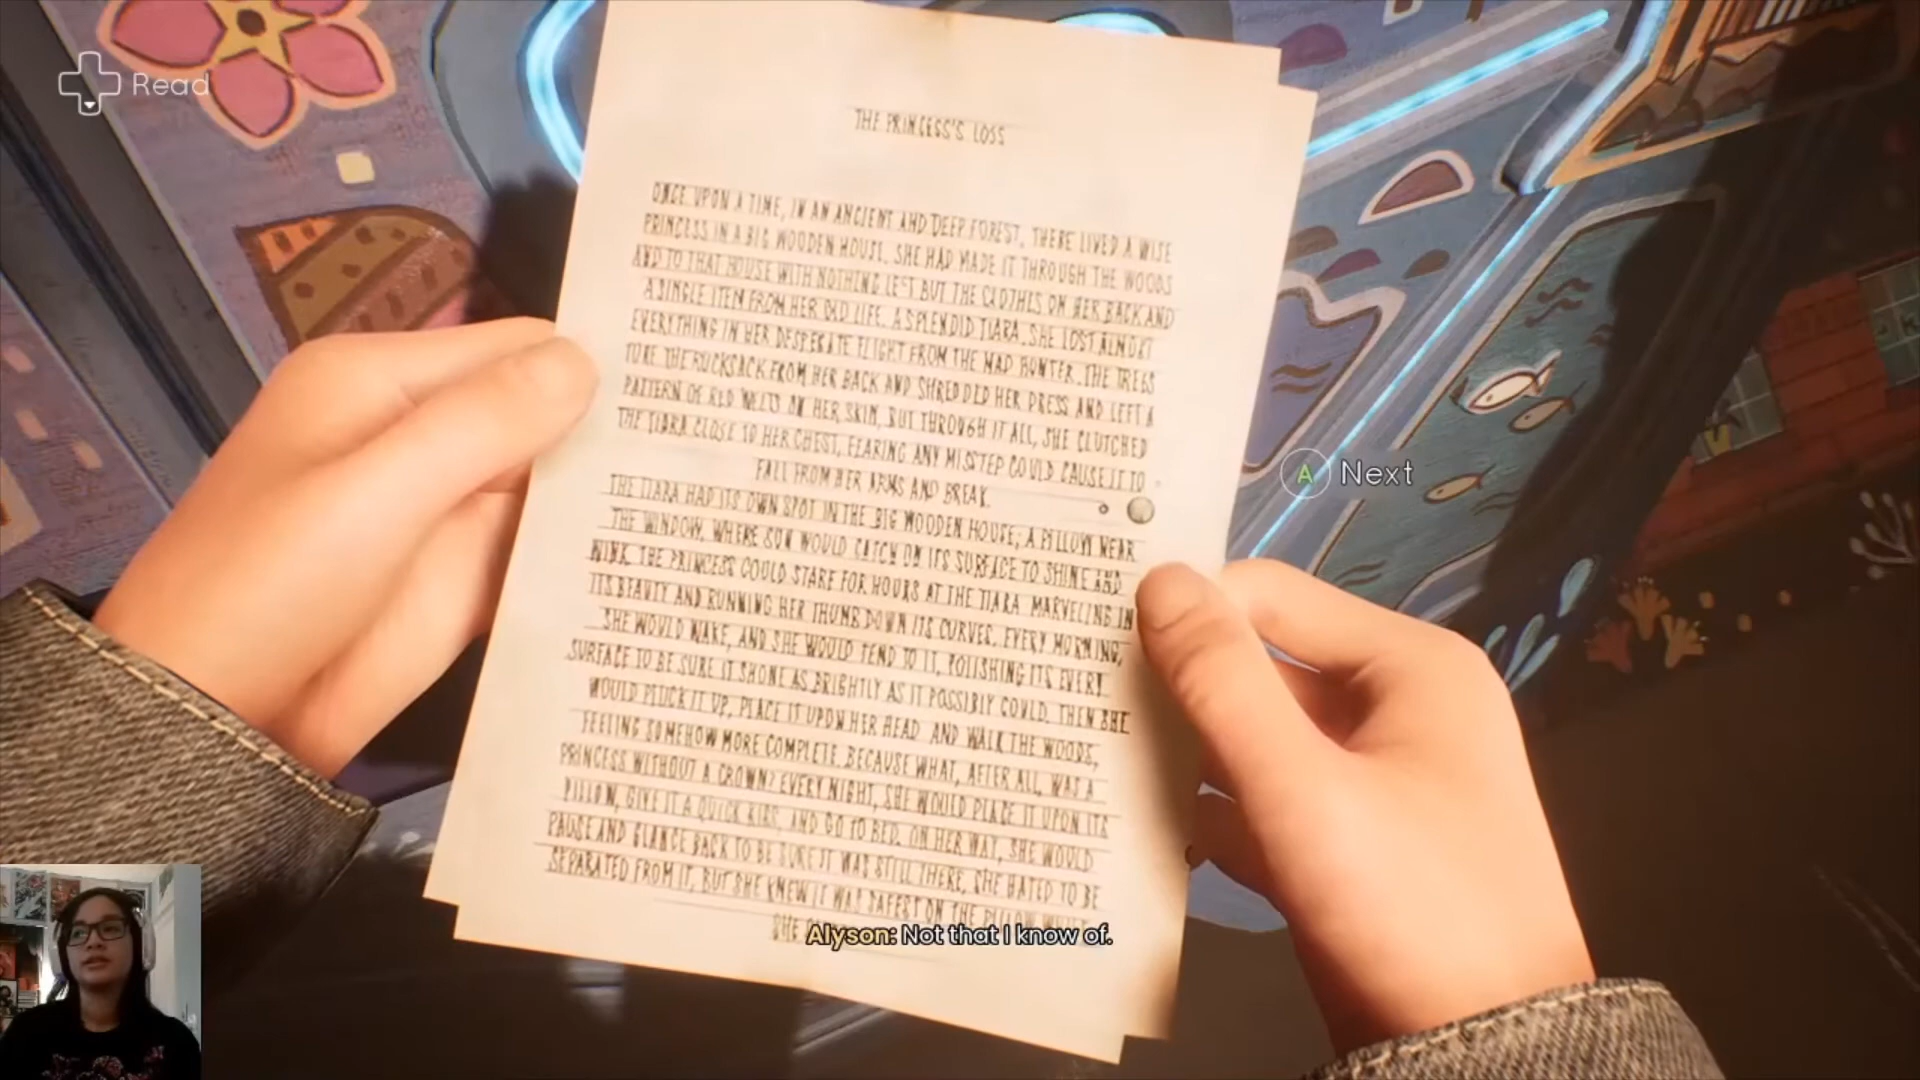 Read
THE PRINCESS'S LOSS
ONCE UPON A TIME, IN AN ANCIENT AND DEEP FOREST, THERE LIVED A WISE
PRINCESS IN A BIG WOODEN HOUSE. SHE HAD MADE IT THROUGH THE WOODS
AND TO THAT HOUSE WITH NOTHING LEFT BUT THE CLOTHES ON HER BACK AND
A SINGLE ITEM FROM HER OLD LIFE. A SPLENDID TIARA. SHE LOST ALMOST
EVERYTHING IN HER DESPERATE FLIGHT FROM THE MAD HUNTER. THE TREES
TORE THE RUCKSACK FROM HER BACK AND SHREDDED HER DRESS AND LEFT A
PATTERN OF RED WELTS ON HER SKIN, BUT THROUGH IT ALL, SHE CLUTCHED
THE TIARA CLOSE TO HER CHEST, FEARING ANY MISSTEP COULD CAUSE IT TO
FALL FROM HER ARMS AND BREAK.
THE TIARA HAD ITS OWN SPOT IN THE BIG WOODEN HOUSE; A PILLOW NEAR
THE WINDOW, WHERE SUN WOULD CATCH ON ITS SURFACE TO SHINE AND
WINK. THE PRINCESS COULD STARE FOR HOURS AT THE TIARA MARVELING IN
ITS BEAUTY AND RUNNING HER THUMB DOWN ITS CURVES. EVERY MORNING,
SHE WOULD WAKE, AND SHE WOULD TEND TO IT, POLISHING ITS EVERY
SURFACE TO BE SURE IT SHONE AS BRIGHTLY AS IT POSSIBLY COULD. THEN SHE
WOULD PLUCK IT UP, PLACE IT UPON HER HEAD AND WALK THE WOODS,
FEELING SOMEHOW MORE COMPLETE BECAUSE WHAT, AFTER ALL, WAS A
PRINCESS WITHOUT A CROWN? EVERY NIGHT, SHE WOULD PLACE IT UPON ITS
PILLOW, GIVE IT A QUICK KISS, AND GO TO BED. ON HER WAY, SHE WOULD
PAUSE AND GLANCE BACK TO BE SURE IT WAS STILL THERE. SHE HATED TO BE
SEPARATED FROM IT, BUT SHE KNEW IT WAS SAFEST ON THE PILLOW WHILE
SHE
A Next
Alyson: Not that I know of.